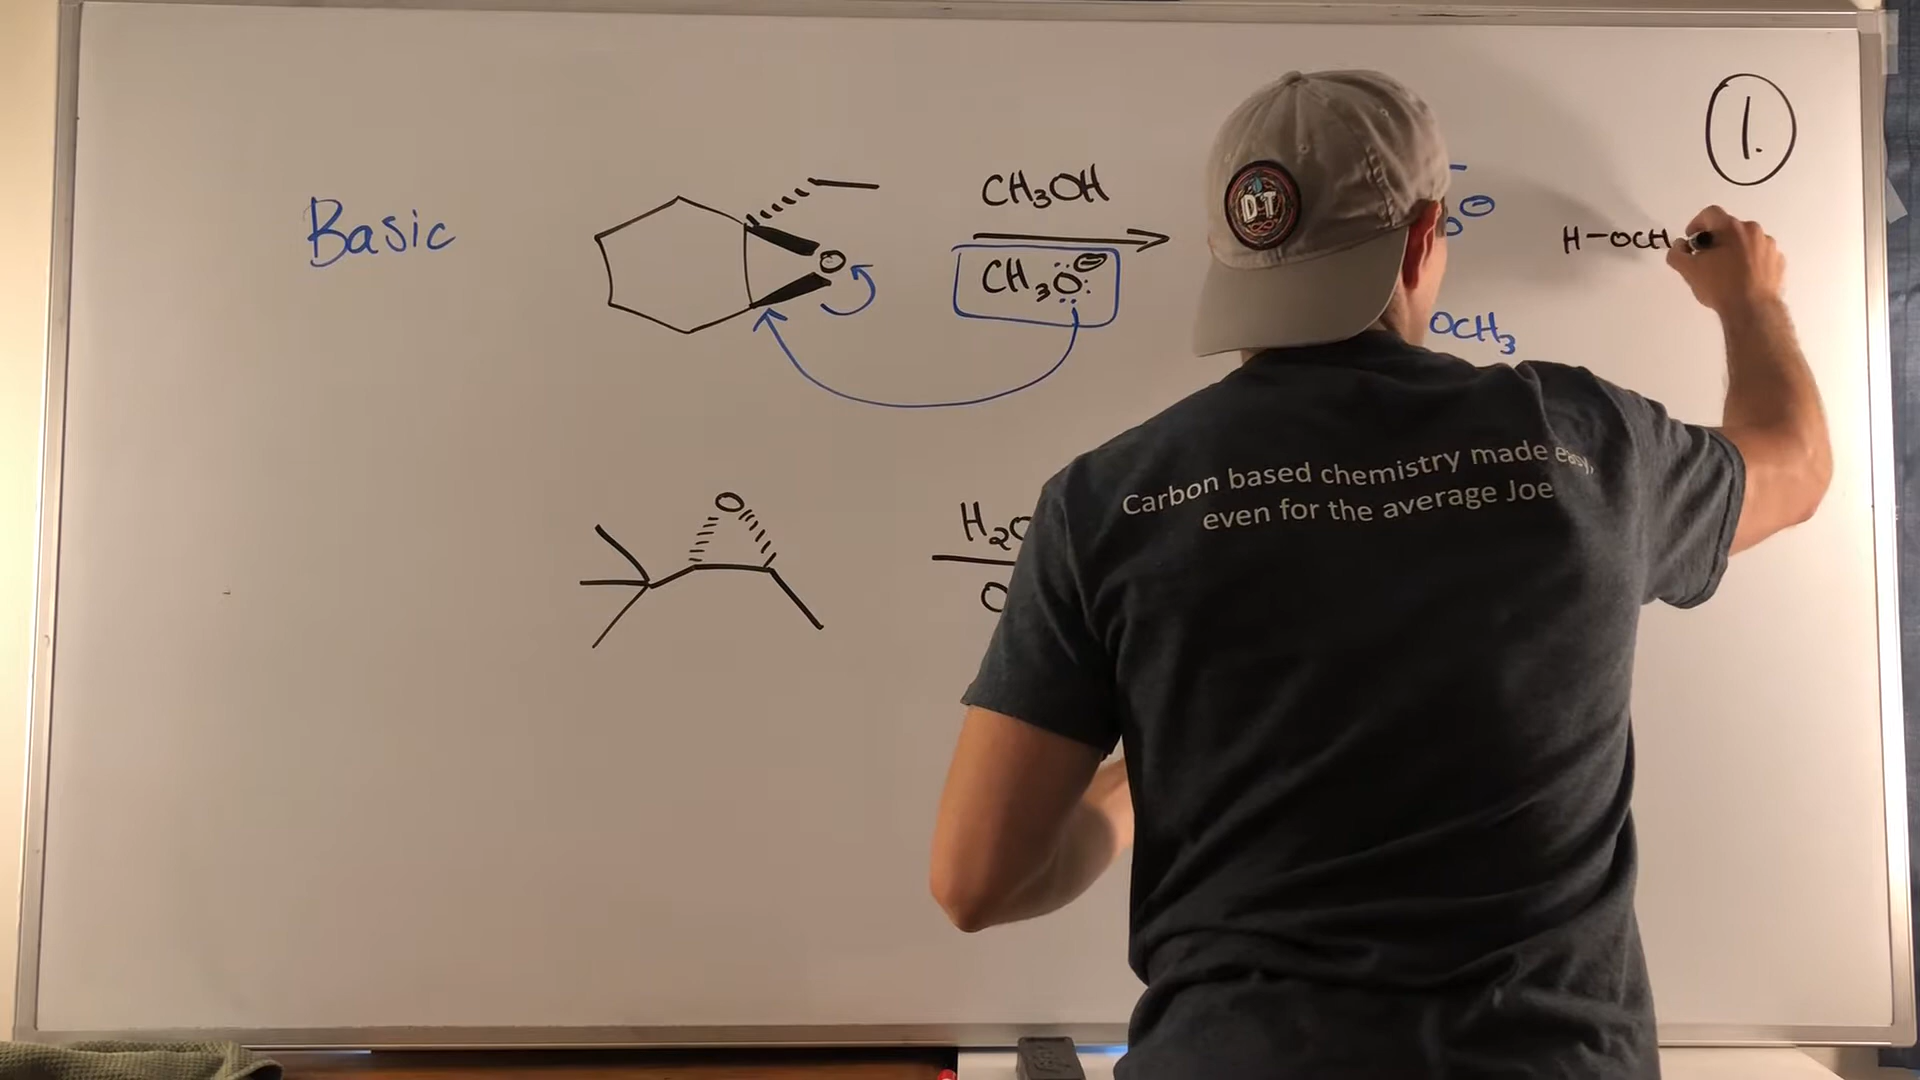 1.
Basic
O
CH₃OH
CH₃O⊖
⊖
H-OCH
OCH₃
DT
Carbon based chemistry made easy,
even for the average Joe
O
H₂O
O